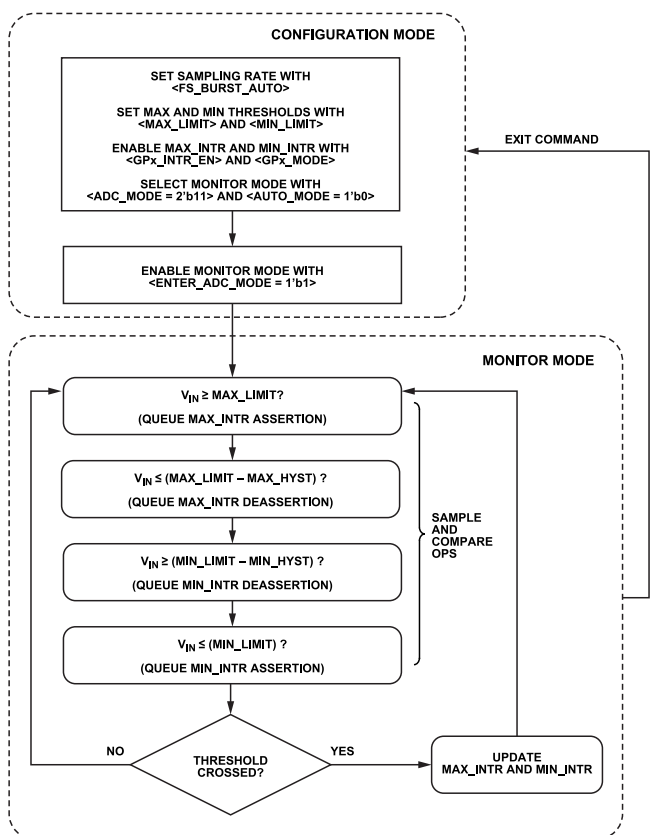 CONFIGURATION MODE
SET SAMPLING RATE WITH
<FS_BURST_AUTO>
SET MAX AND MIN THRESHOLDS WITH
<MAX_LIMIT> AND <MIN_LIMIT>
ENABLE MAX_INTR AND MIN_INTR WITH
<GPx_INTR_EN> AND <GPx_MODE>
SELECT MONITOR MODE WITH
<ADC_MODE = 2'b11> AND <AUTO_MODE = 1'b0>
EXIT COMMAND
ENABLE MONITOR MODE WITH
<ENTER_ADC_MODE = 1'b1>
MONITOR MODE
VIN ≥ MAX_LIMIT?
(QUEUE MAX_INTR ASSERTION)
VIN ≤ (MAX_LIMIT – MAX_HYST) ?
(QUEUE MAX_INTR DEASSERTION)
VIN ≥ (MIN_LIMIT – MIN_HYST) ?
(QUEUE MIN_INTR DEASSERTION)
VIN ≤ (MIN_LIMIT) ?
(QUEUE MIN_INTR ASSERTION)
SAMPLE
AND
COMPARE
OPS
NO
THRESHOLD
CROSSED?
YES
UPDATE
MAX_INTR AND MIN_INTR